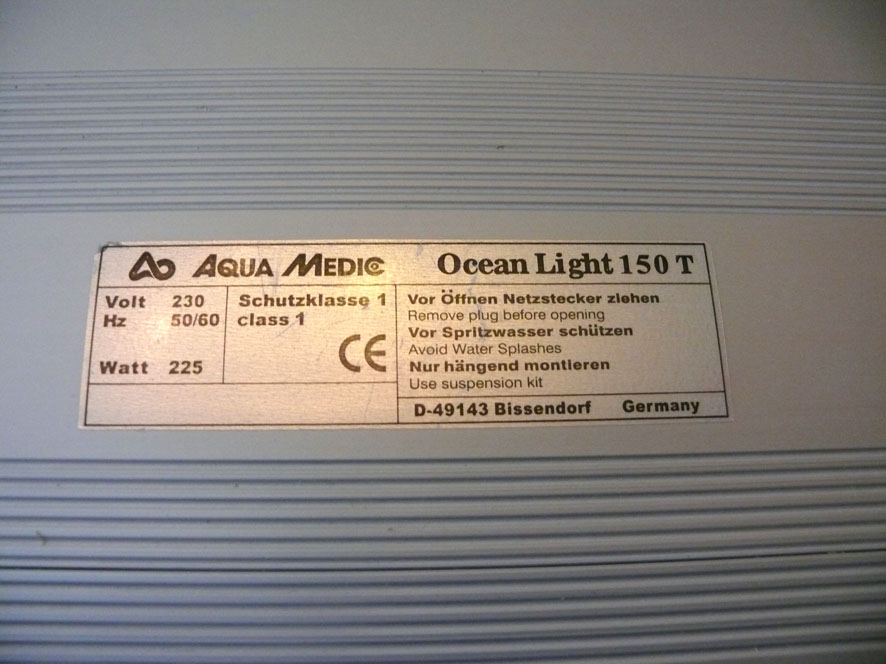 AQUA MEDIC
Ocean Light 150 T
Volt 230
Hz 50/60
Watt 225
Schutzklasse 1
class 1
CE
Vor Öffnen Netzstecker ziehen
Remove plug before opening
Vor Spritzwasser schützen
Avoid Water Splashes
Nur hängend montieren
Use suspension kit
D-49143 Bissendorf Germany